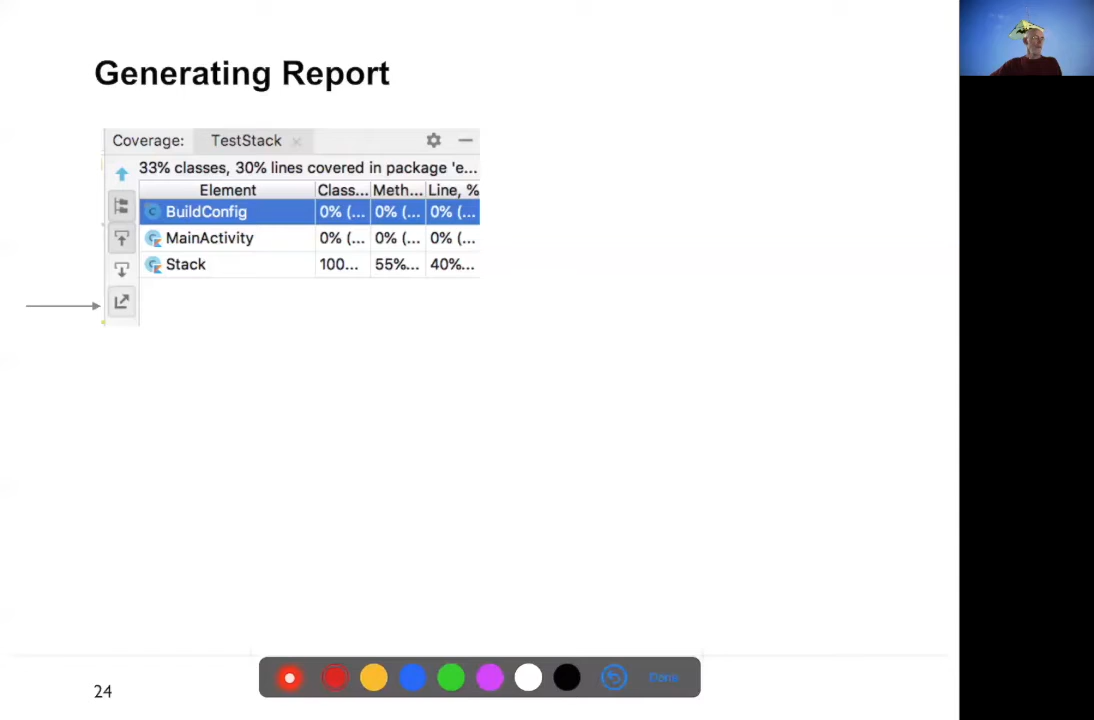 Generating Report
Coverage: TestStack
33% classes, 30% lines covered in package 'e...
Element Class... Meth... Line, %
BuildConfig 0% (... 0% (... 0% (...
MainActivity 0% (... 0% (... 0% (...
Stack 100... 55%... 40%...
Done
24